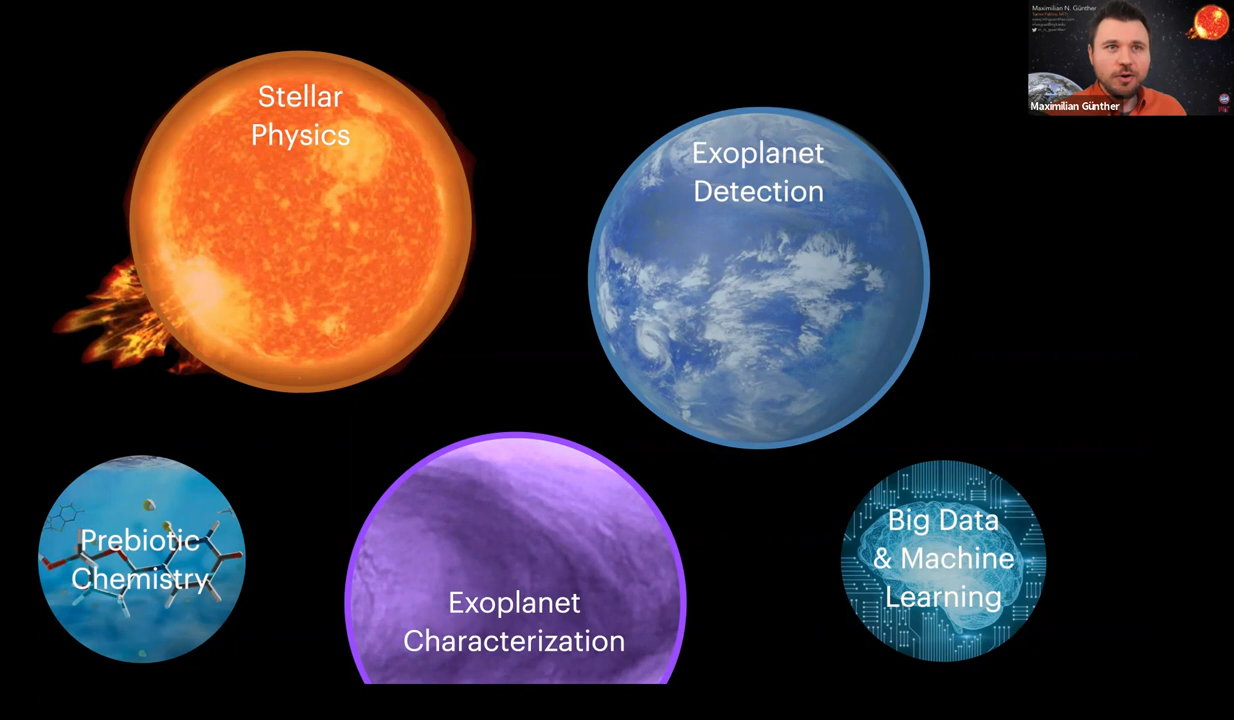 Stellar
Physics
Exoplanet
Detection
Prebiotic
Chemistry
Exoplanet
Characterization
Big Data
& Machine
Learning
Maximilian N. Günther
Maximilian Günther